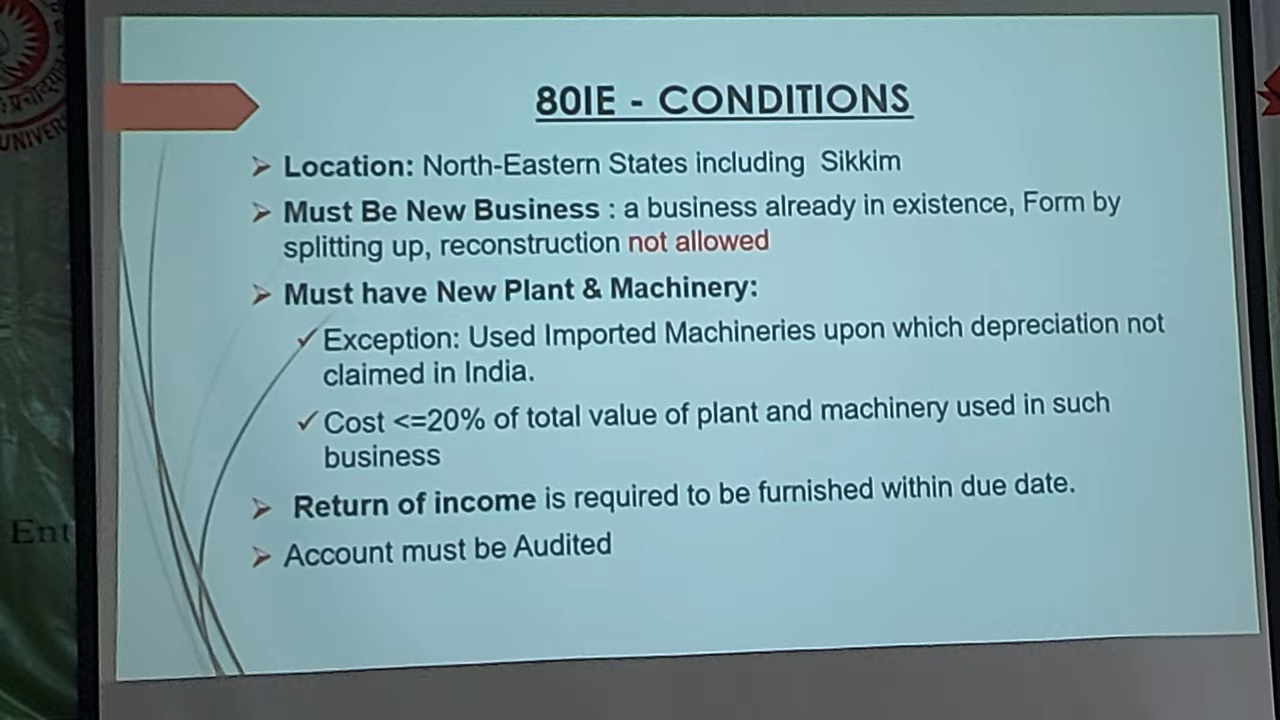 80IE - CONDITIONS
➢ Location: North-Eastern States including Sikkim
➢ Must Be New Business : a business already in existence, Form by
splitting up, reconstruction not allowed
➢ Must have New Plant & Machinery:
✓ Exception: Used Imported Machineries upon which depreciation not
claimed in India.
✓ Cost <=20% of total value of plant and machinery used in such
business
➢ Return of income is required to be furnished within due date.
➢ Account must be Audited
Ent
UNIVER